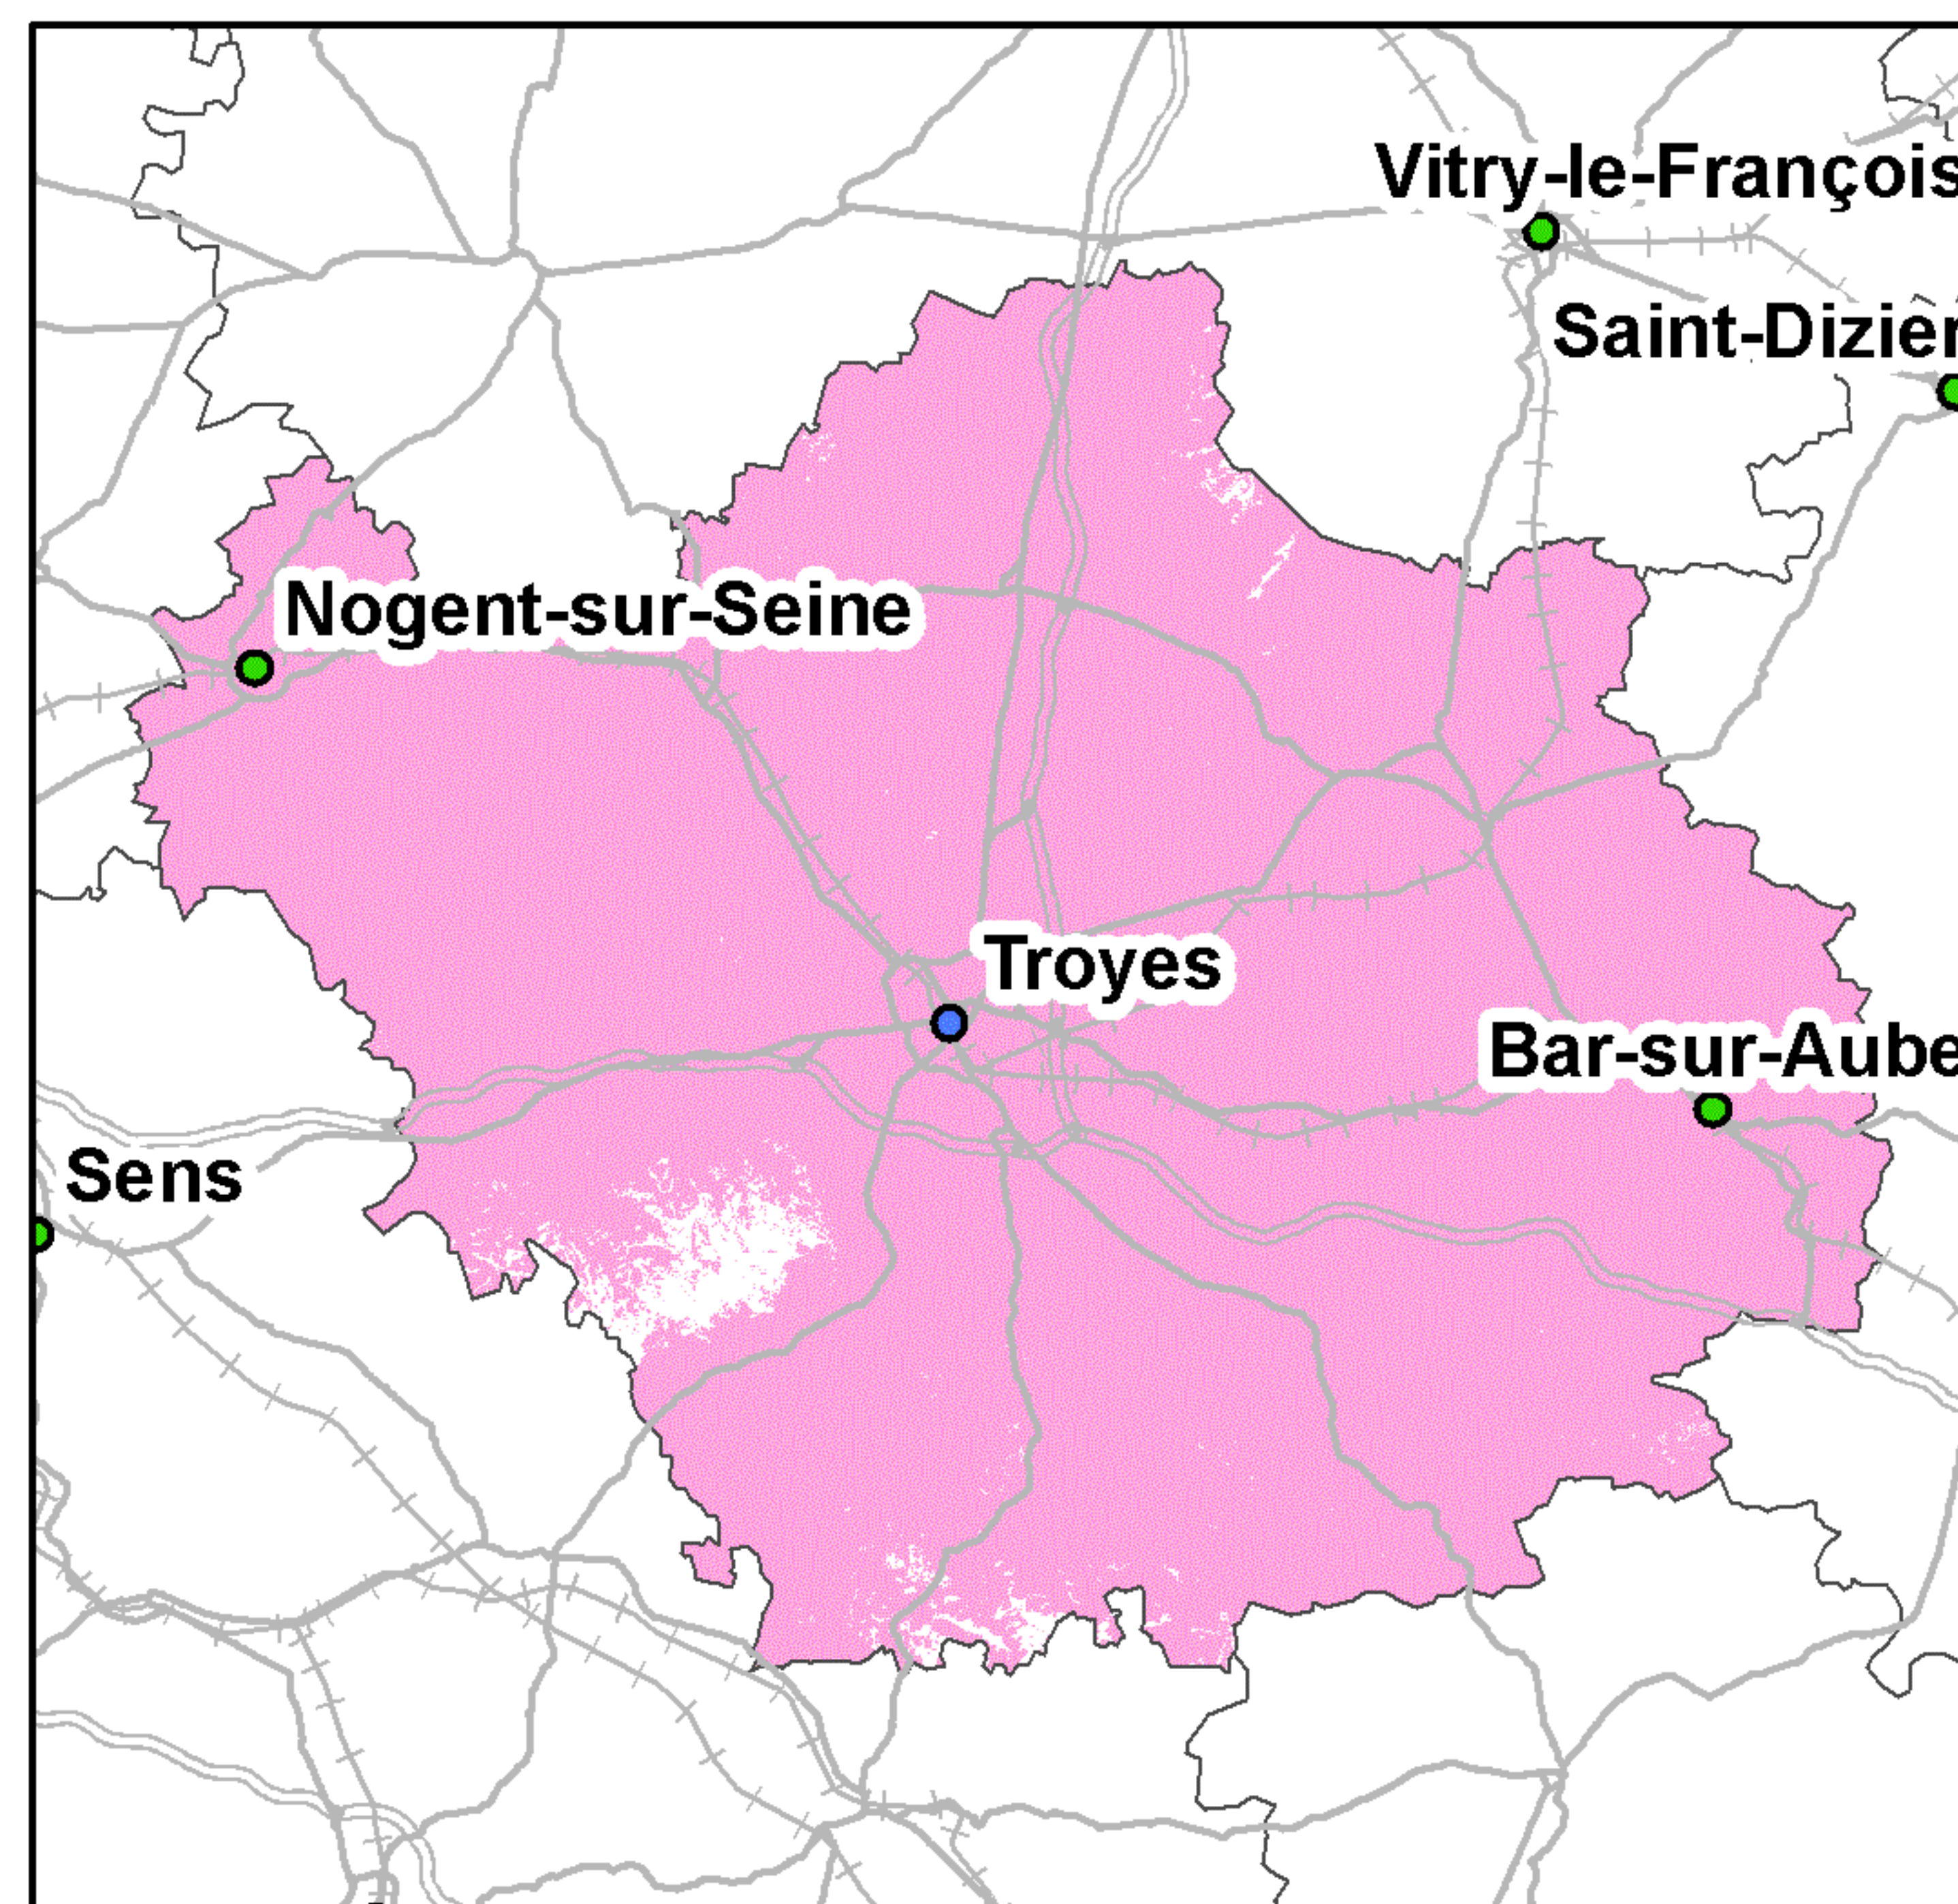 Vitry-le-François
Saint-Dizier
Nogent-sur-Seine
Troyes
Bar-sur-Aube
Sens